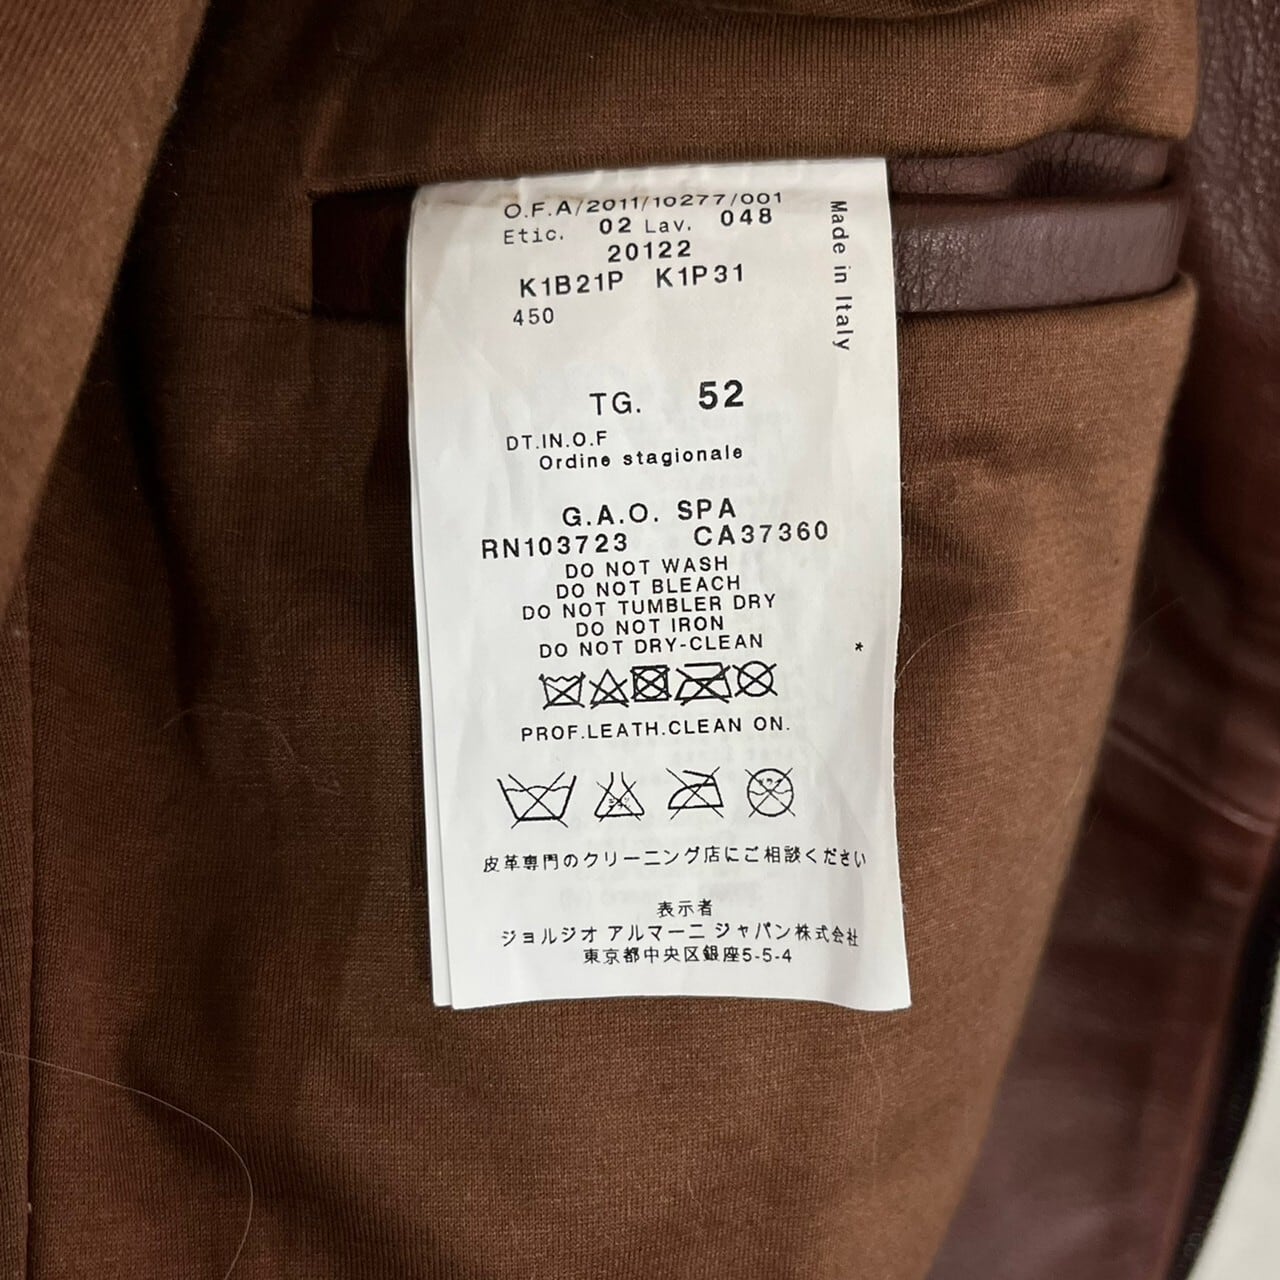 O.F.A/2011/10277/001
Etic. 02 Lav. 048
20122
K1B21P K1P31
450
Made in Italy
TG. 52
DT.IN.O.F
Ordine stagionale
G.A.O. SPA
RN103723 CA37360
DO NOT WASH
DO NOT BLEACH
DO NOT TUMBLER DRY
DO NOT IRON
DO NOT DRY-CLEAN *
PROF.LEATH.CLEAN ON.
皮革専門のクリーニング店にご相談ください
表示者
ジョルジオ アルマーニ ジャパン株式会社
東京都中央区銀座5-5-4